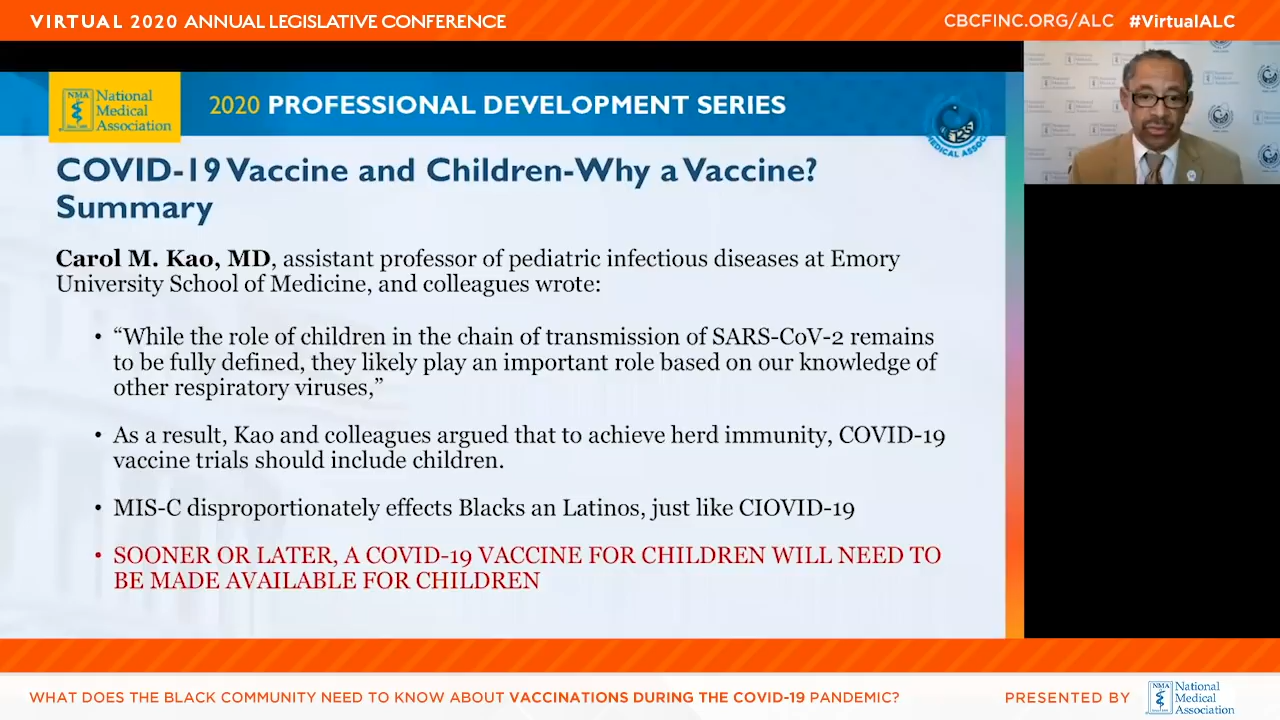 VIRTUAL 2020 ANNUAL LEGISLATIVE CONFERENCE
CBCFINC.ORG/ALC #VirtualALC
NMA
National
Medical
Association
2020 PROFESSIONAL DEVELOPMENT SERIES
COVID-19 Vaccine and Children-Why a Vaccine?
Summary
Carol M. Kao, MD, assistant professor of pediatric infectious diseases at Emory
University School of Medicine, and colleagues wrote:
• “While the role of children in the chain of transmission of SARS-CoV-2 remains
to be fully defined, they likely play an important role based on our knowledge of
other respiratory viruses,”
• As a result, Kao and colleagues argued that to achieve herd immunity, COVID-19
vaccine trials should include children.
• MIS-C disproportionately effects Blacks an Latinos, just like CIOVID-19
• SOONER OR LATER, A COVID-19 VACCINE FOR CHILDREN WILL NEED TO
BE MADE AVAILABLE FOR CHILDREN
WHAT DOES THE BLACK COMMUNITY NEED TO KNOW ABOUT VACCINATIONS DURING THE COVID-19 PANDEMIC?
PRESENTED BY
NMA
National
Medical
Association